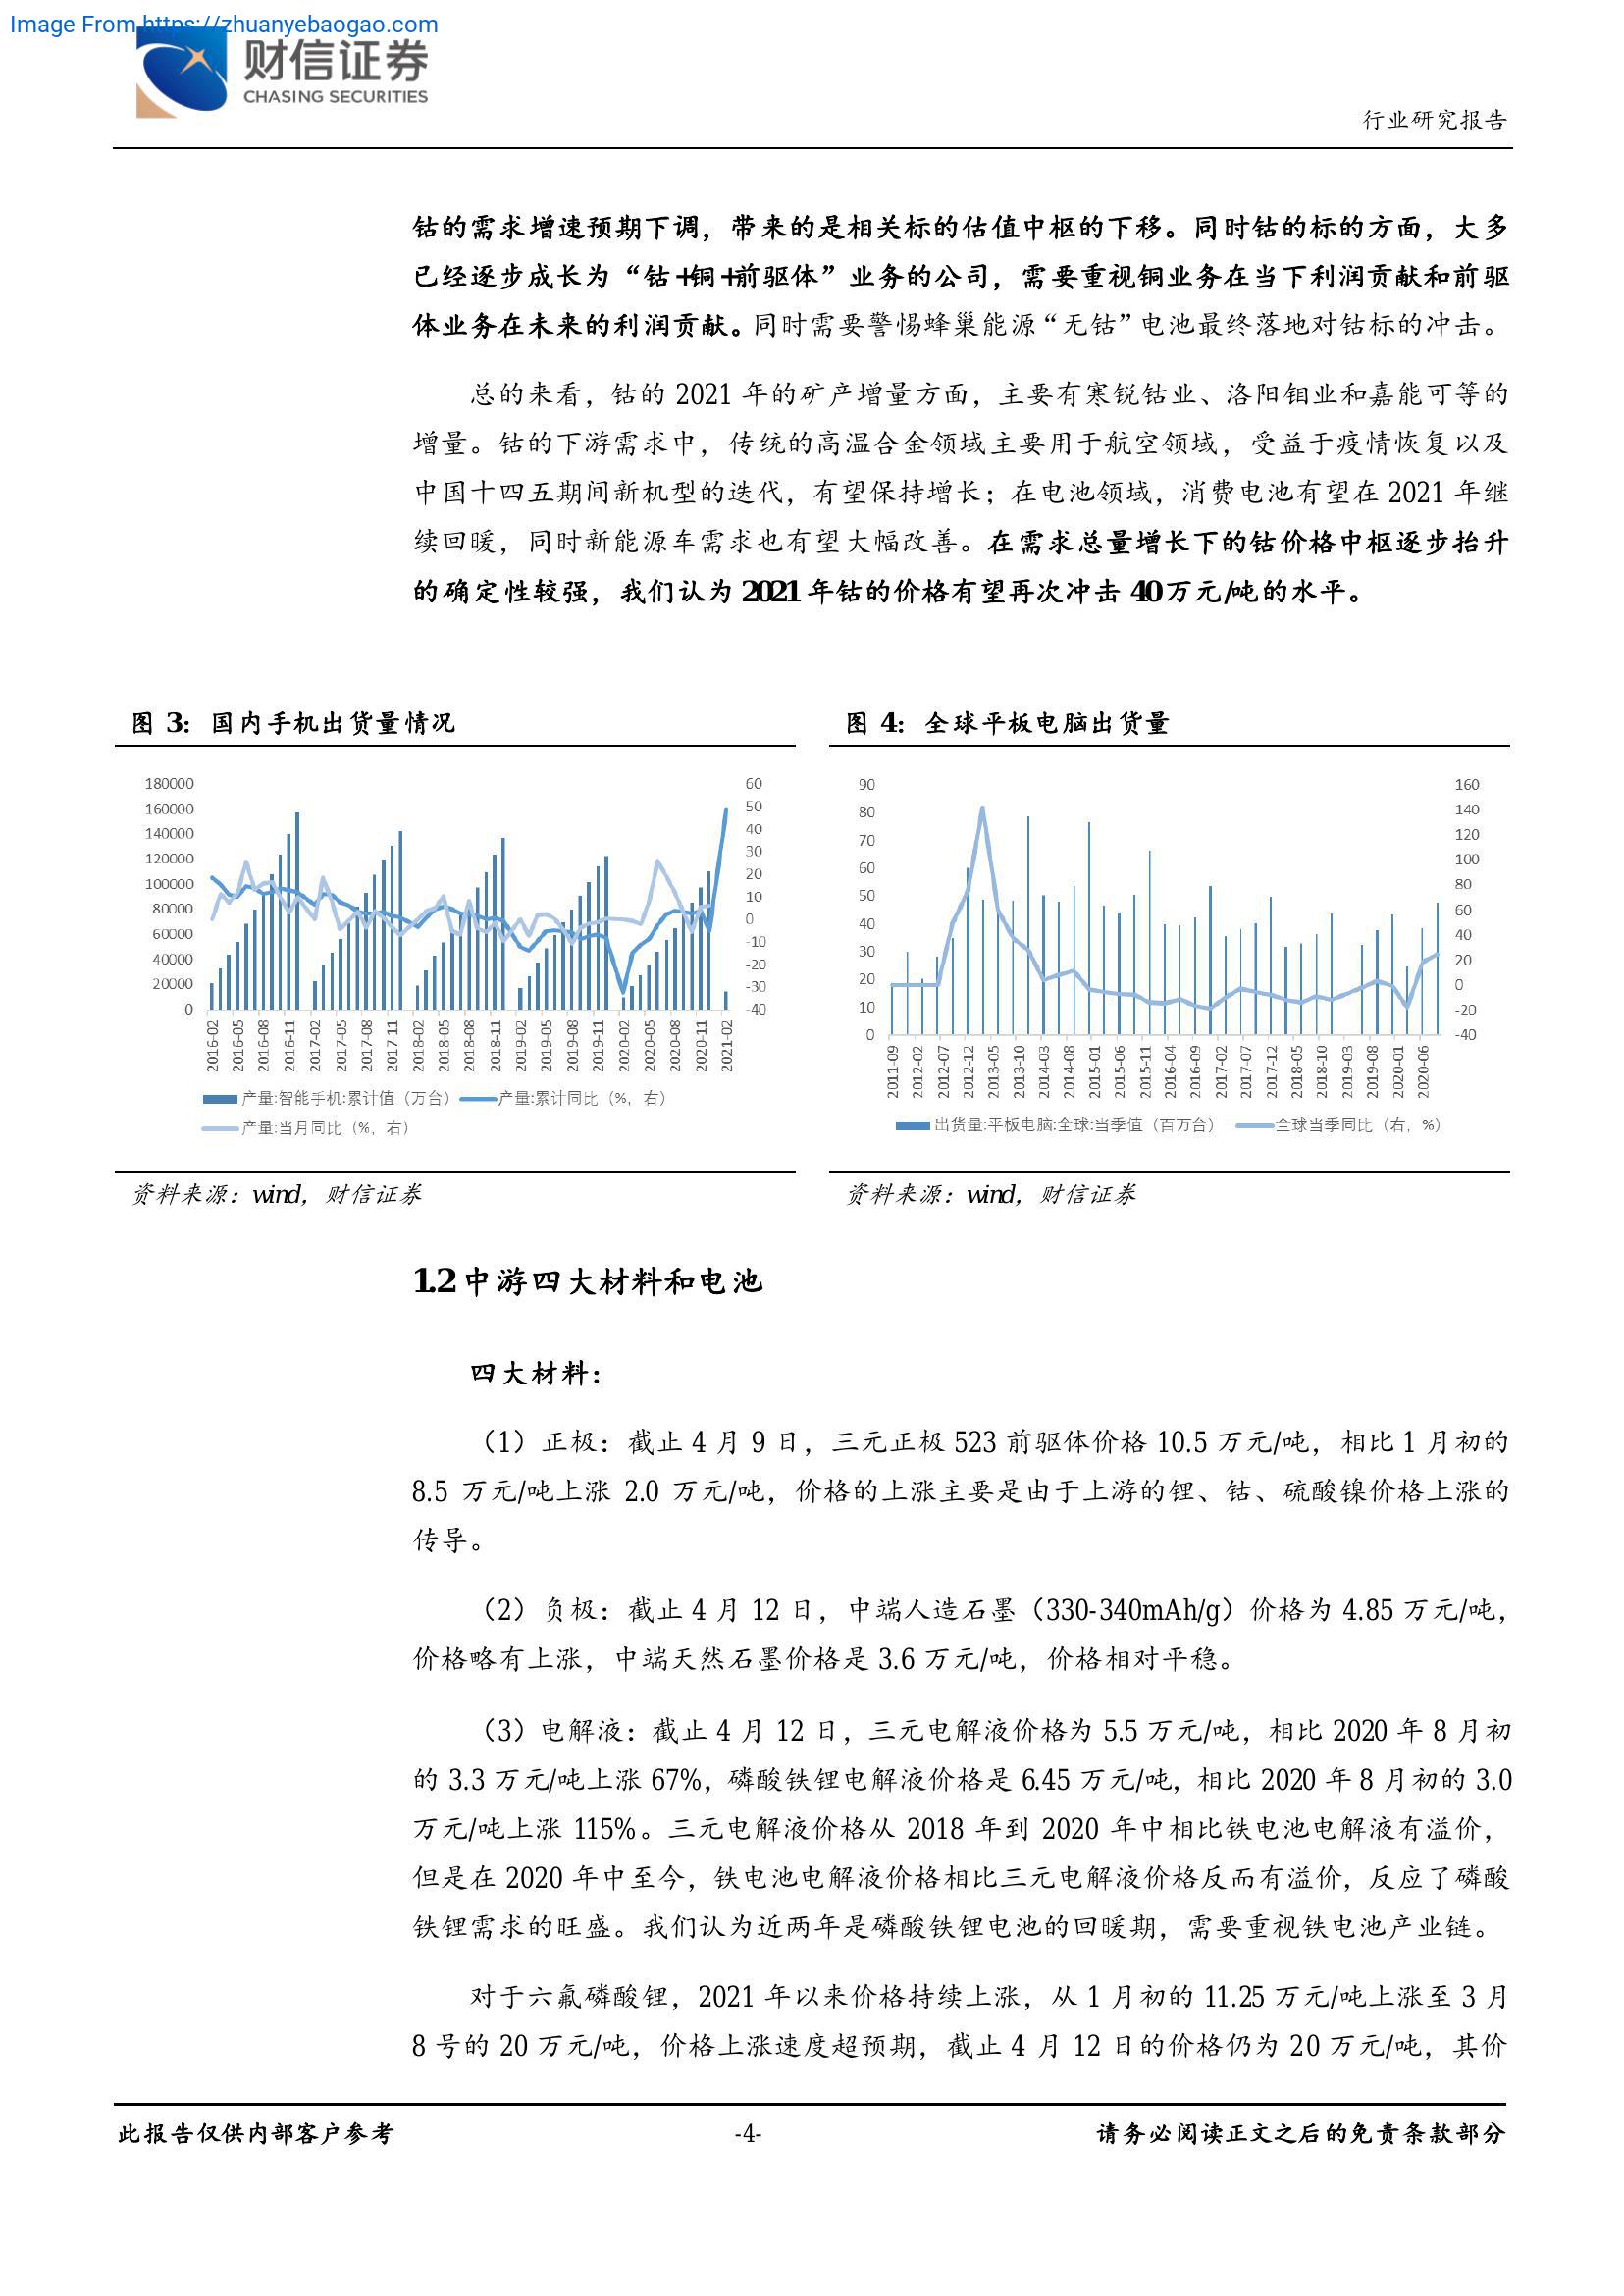 Image From https://zhuanyebaogao.com
财信证券
CHASING SECURITIES
行业研究报告
钴的需求增速预期下调，带来的是相关标的估值中枢的下移。同时钴的标的方面，大多
已经逐步成长为“钴+铜+前驱体”业务的公司，需要重视铜业务在当下利润贡献和前驱
体业务在未来的利润贡献。同时需要警惕蜂巢能源“无钴”电池最终落地对钴标的冲击。
总的来看，钴的 2021 年的矿产增量方面，主要有寒锐钴业、洛阳钼业和嘉能可等的
增量。钴的下游需求中，传统的高温合金领域主要用于航空领域，受益于疫情恢复以及
中国十四五期间新机型的迭代，有望保持增长；在电池领域，消费电池有望在 2021 年继
续回暖，同时新能源车需求也有望大幅改善。在需求总量增长下的钴价格中枢逐步抬升
的确定性较强，我们认为 2021 年钴的价格有望再次冲击 40 万元/吨的水平。
图 3：国内手机出货量情况
180000
160000
140000
120000
100000
80000
60000
40000
20000
0
60
50
40
30
20
10
0
-10
-20
-30
-40
2016-02
2016-05
2016-08
2016-11
2017-02
2017-05
2017-08
2017-11
2018-02
2018-05
2018-08
2018-11
2019-02
2019-05
2019-08
2019-11
2020-02
2020-05
2020-08
2020-11
2021-02
产量:智能手机:累计值（万台） 产量:累计同比（%，右）
产量:当月同比（%，右）
资料来源：wind，财信证券
图 4：全球平板电脑出货量
90
80
70
60
50
40
30
20
10
0
160
140
120
100
80
60
40
20
0
-20
-40
2011-09
2012-02
2012-07
2012-12
2013-05
2013-10
2014-03
2014-08
2015-01
2015-06
2015-11
2016-04
2016-09
2017-02
2017-07
2017-12
2018-05
2018-10
2019-03
2019-08
2020-01
2020-06
出货量:平板电脑:全球:当季值（百万台） 全球当季同比（右，%）
资料来源：wind，财信证券
1.2 中游四大材料和电池
四大材料：
（1）正极：截止 4 月 9 日，三元正极 523 前驱体价格 10.5 万元/吨，相比 1 月初的
8.5 万元/吨上涨 2.0 万元/吨，价格的上涨主要是由于上游的锂、钴、硫酸镍价格上涨的
传导。
（2）负极：截止 4 月 12 日，中端人造石墨（330-340mAh/g）价格为 4.85 万元/吨，
价格略有上涨，中端天然石墨价格是 3.6 万元/吨，价格相对平稳。
（3）电解液：截止 4 月 12 日，三元电解液价格为 5.5 万元/吨，相比 2020 年 8 月初
的 3.3 万元/吨上涨 67%，磷酸铁锂电解液价格是 6.45 万元/吨，相比 2020 年 8 月初的 3.0
万元/吨上涨 115%。三元电解液价格从 2018 年到 2020 年中相比铁电池电解液有溢价，
但是在 2020 年中至今，铁电池电解液价格相比三元电解液价格反而有溢价，反应了磷酸
铁锂需求的旺盛。我们认为近两年是磷酸铁锂电池的回暖期，需要重视铁电池产业链。
对于六氟磷酸锂，2021 年以来价格持续上涨，从 1 月初的 11.25 万元/吨上涨至 3 月
8 号的 20 万元/吨，价格上涨速度超预期，截止 4 月 12 日的价格仍为 20 万元/吨，其价
此报告仅供内部客户参考
-4-
请务必阅读正文之后的免责条款部分